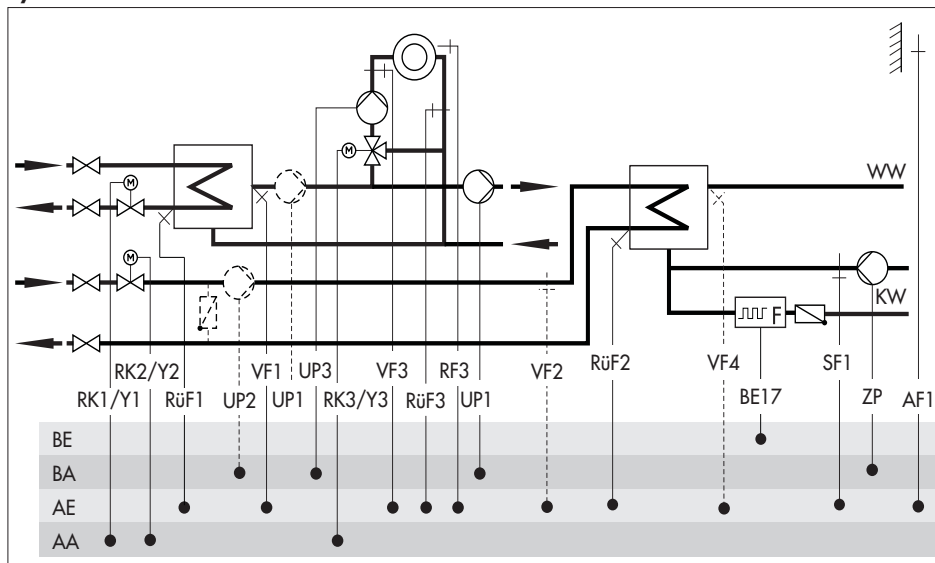 M
M
M
WW
KW
F
RK2/Y2 VF1 UP3 VF3 RF3 VF2 RüF2 VF4 SF1
RK1/Y1 RüF1 UP2 UP1 RK3/Y3 RüF3 UP1 BE17 ZP AF1
BE
BA
AE
AA